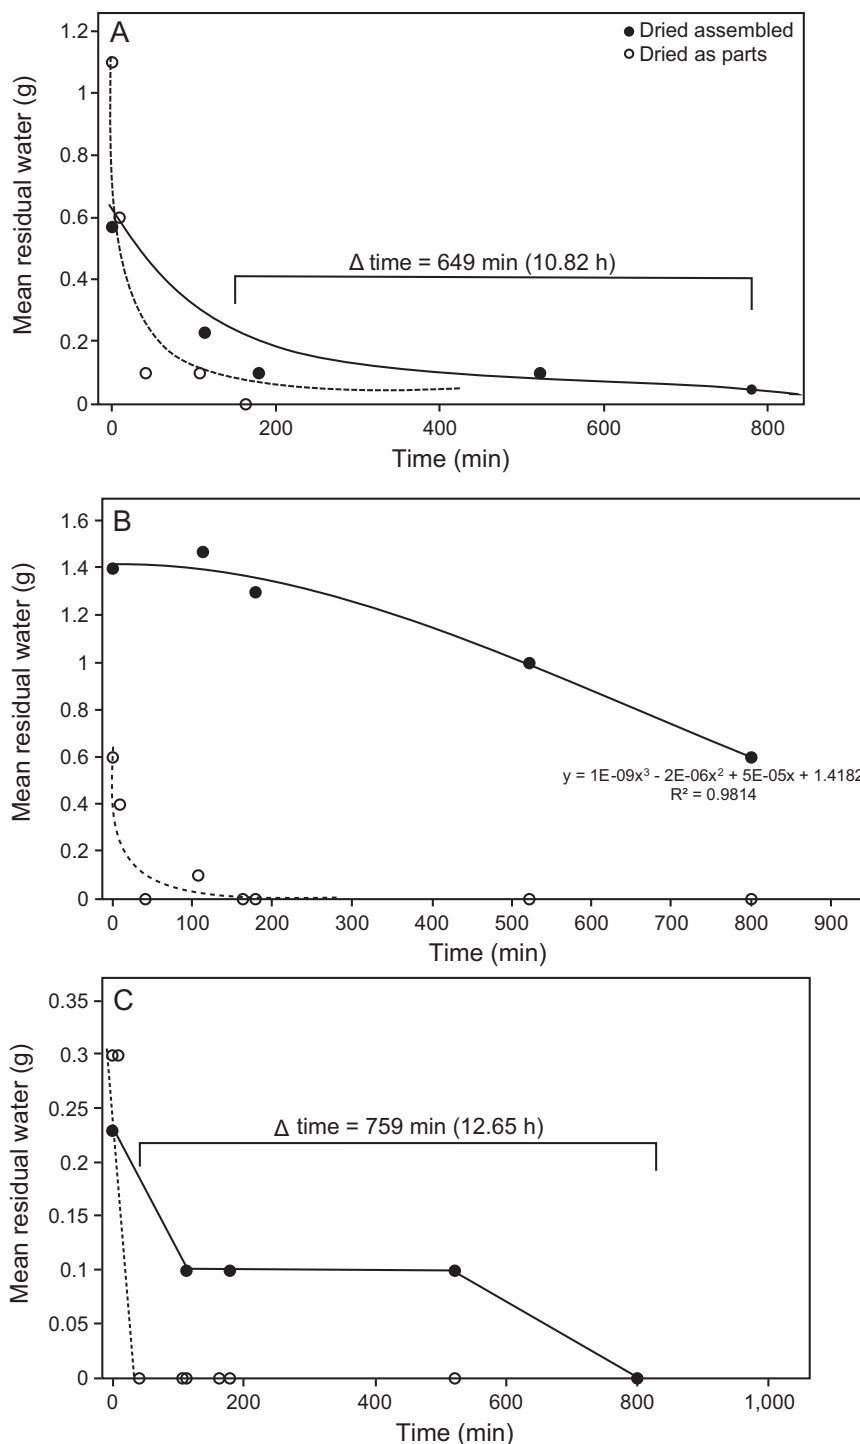 A
Dried assembled
Dried as parts
Mean residual water (g)
1.2
1
0.8
0.6
0.4
0.2
0
Δ time = 649 min (10.82 h)
0 200 400 600 800
Time (min)
B
Mean residual water (g)
1.6
1.4
1.2
1
0.8
0.6
0.4
0.2
0
y = 1E-09x³ - 2E-06x² + 5E-05x + 1.4182
R² = 0.9814
0 100 200 300 400 500 600 700 800 900
Time (min)
C
Mean residual water (g)
0.35
0.3
0.25
0.2
0.15
0.1
0.05
0
Δ time = 759 min (12.65 h)
0 200 400 600 800 1,000
Time (min)